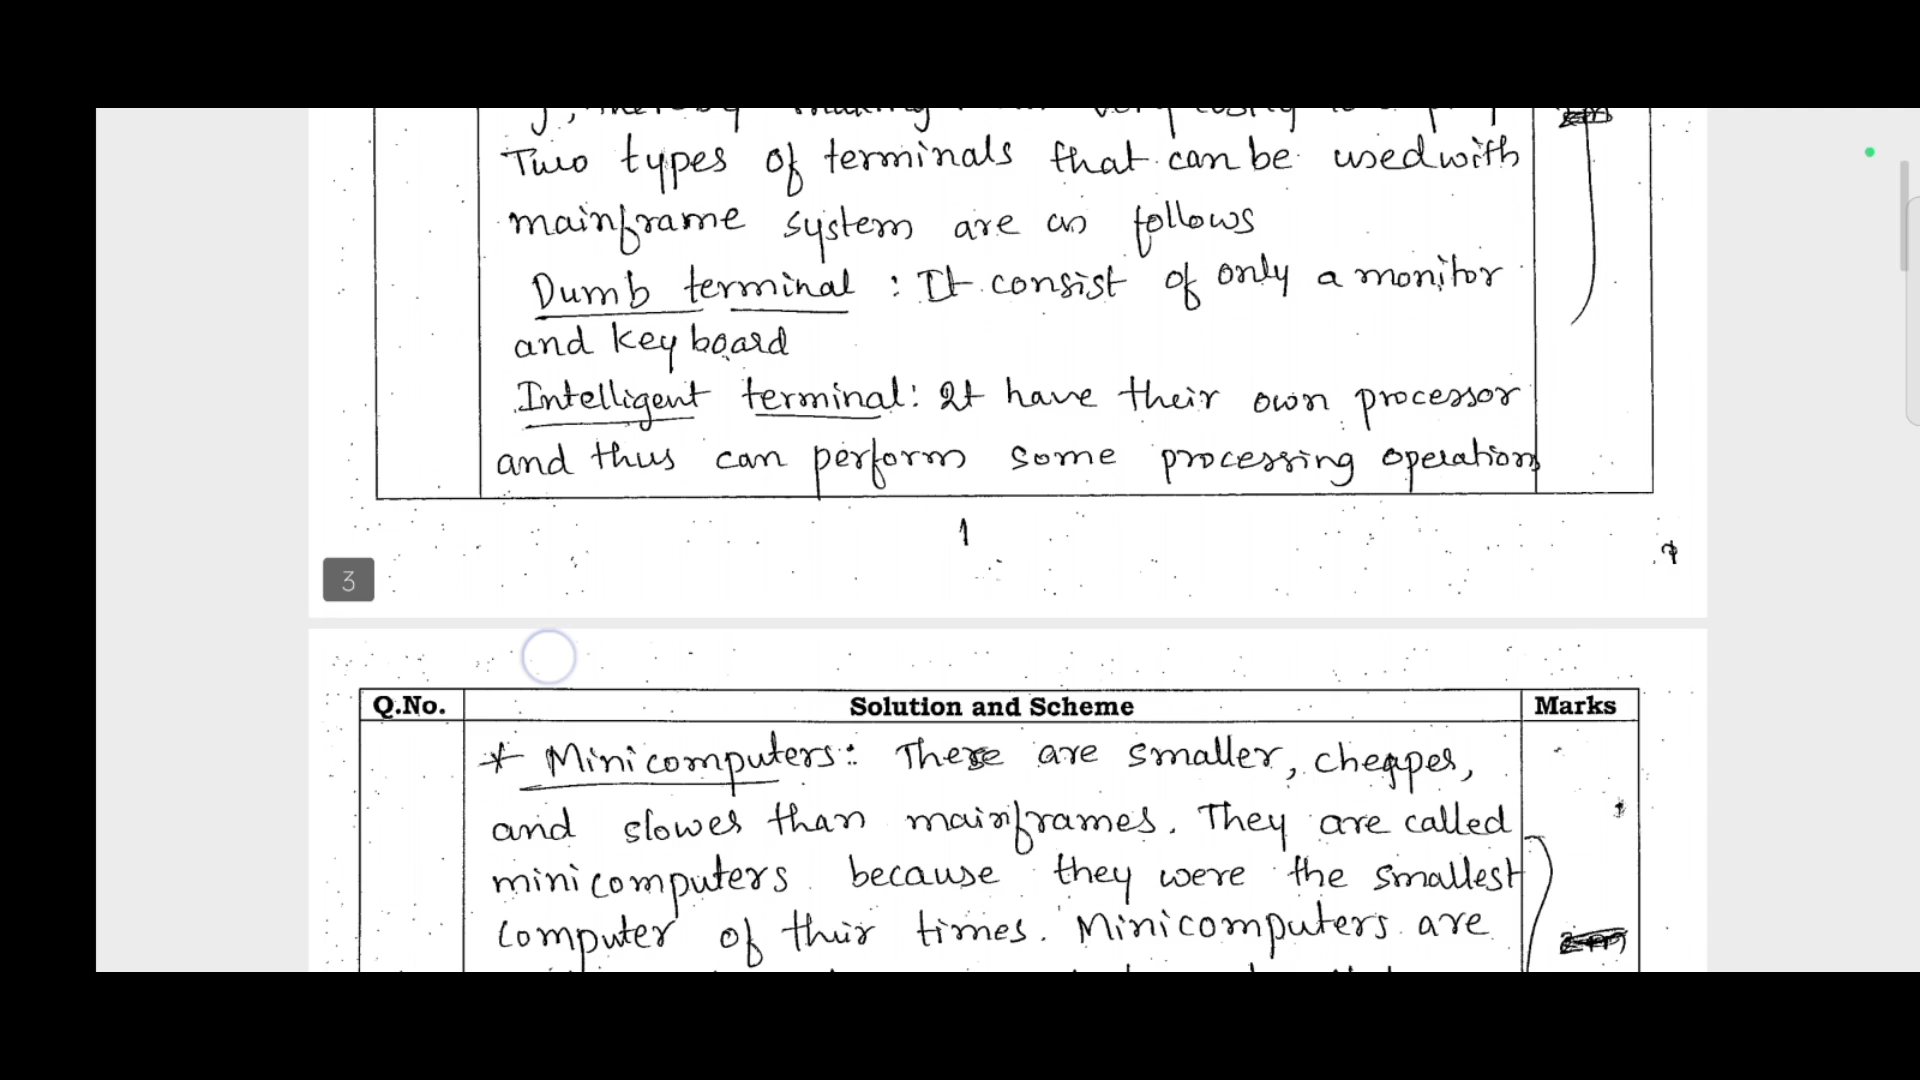 Two types of terminals that can be used with
mainframe system are as follows
Dumb terminal : It consist of only a monitor
and keyboard
Intelligent terminal: It have their own processor
and thus can perform some processing operations
1
3
Q.No. Solution and Scheme Marks
* Minicomputers: These are smaller, cheaper,
and slower than mainframes. They are called
minicomputers because they were the smallest
computer of their times. Minicomputers are